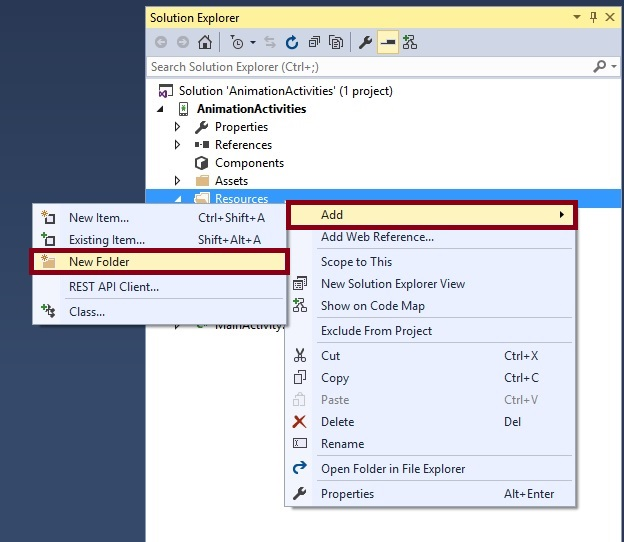 Solution Explorer
Search Solution Explorer (Ctrl+;)
Solution 'AnimationActivities' (1 project)
AnimationActivities
Properties
References
Components
Assets
Resources
New Item... Ctrl+Shift+A
Existing Item... Shift+Alt+A
New Folder
REST API Client...
Class...
Add
Add Web Reference...
Scope to This
New Solution Explorer View
Show on Code Map
Exclude From Project
Cut Ctrl+X
Copy Ctrl+C
Paste Ctrl+V
Delete Del
Rename
Open Folder in File Explorer
Properties Alt+Enter